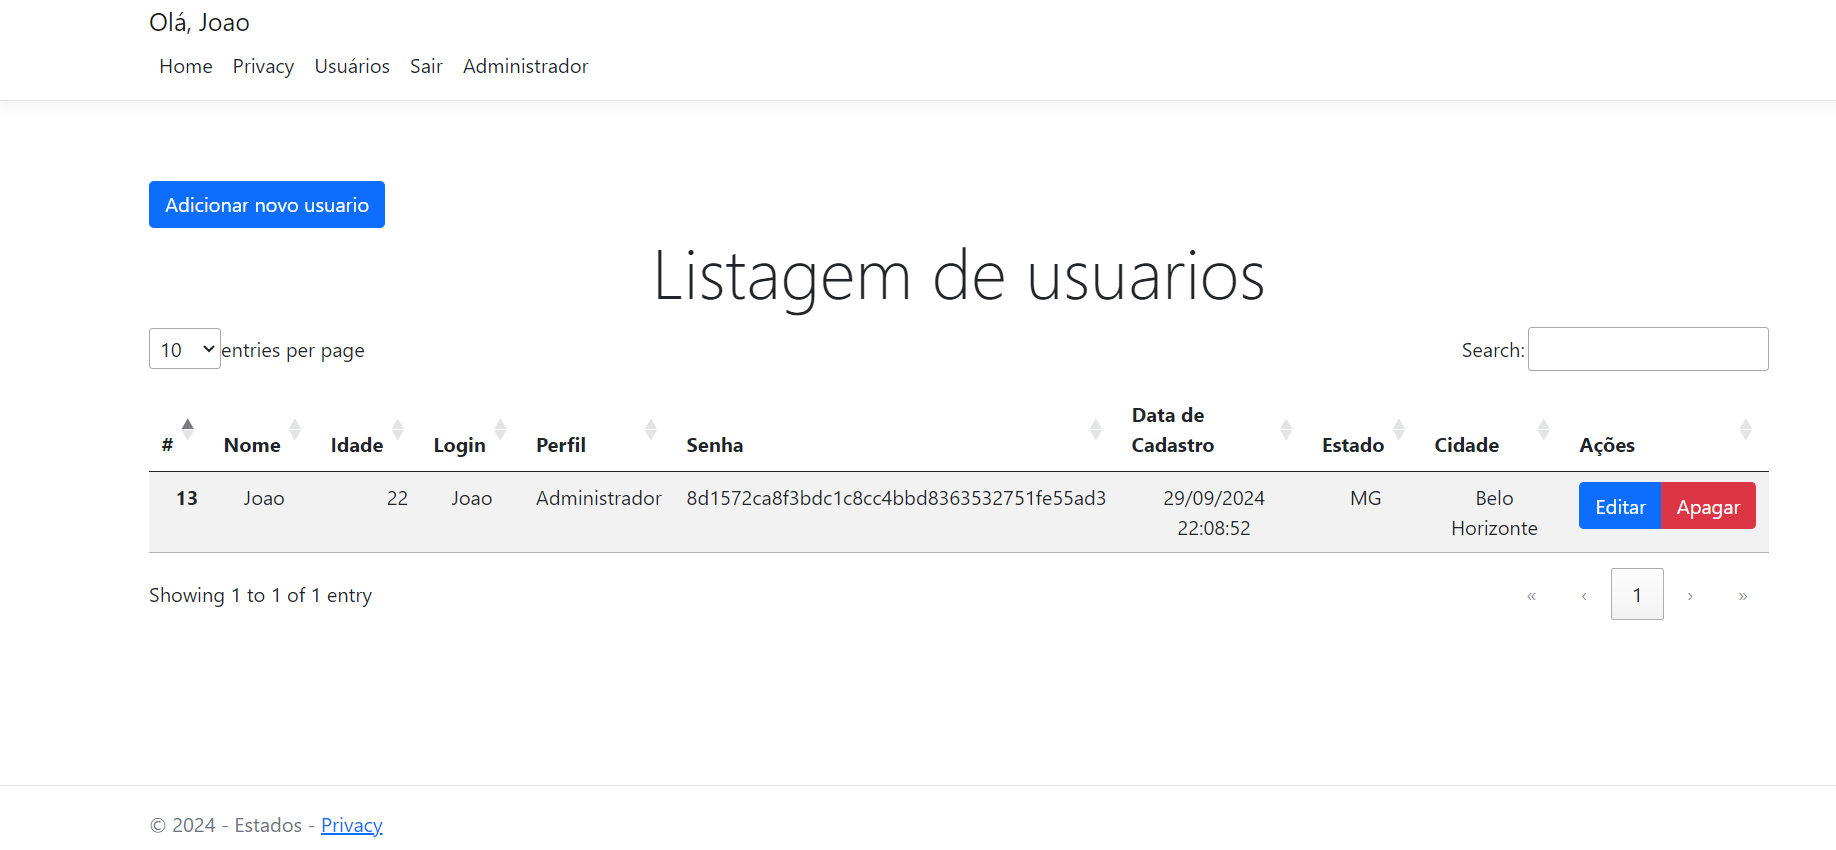 Olá, Joao
Home Privacy Usuários Sair Administrador
Adicionar novo usuario
Listagem de usuarios
10 entries per page Search:
# Nome Idade Login Perfil Senha Data de Cadastro Estado Cidade Ações
13 Joao 22 Joao Administrador 8d1572ca8f3bdc1c8cc4bbd8363532751fe55ad3 29/09/2024 22:08:52 MG Belo Horizonte Editar Apagar
Showing 1 to 1 of 1 entry « ‹ 1 › »
© 2024 - Estados - Privacy